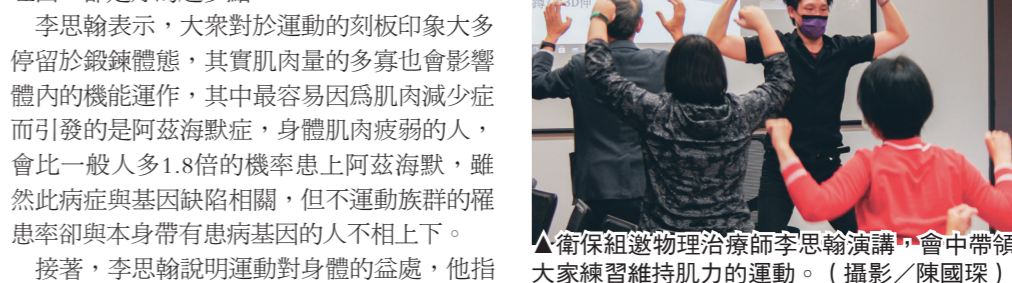 李思翰表示，大眾對於運動的刻板印象大多
停留於鍛鍊體態，其實肌肉量的多寡也會影響
體內的機能運作，其中最容易因為肌肉減少症
而引發的是阿茲海默症，身體肌肉疲弱的人，
會比一般人多1.8倍的機率患上阿茲海默，雖
然此病症與基因缺陷相關，但不運動族群的罹
患率卻與本身帶有患病基因的人不相上下。
接著，李思翰說明運動對身體的益處，他指
▲衛保組邀物理治療師李思翰演講，會中帶領
大家練習維持肌力的運動。（攝影／陳國琛）